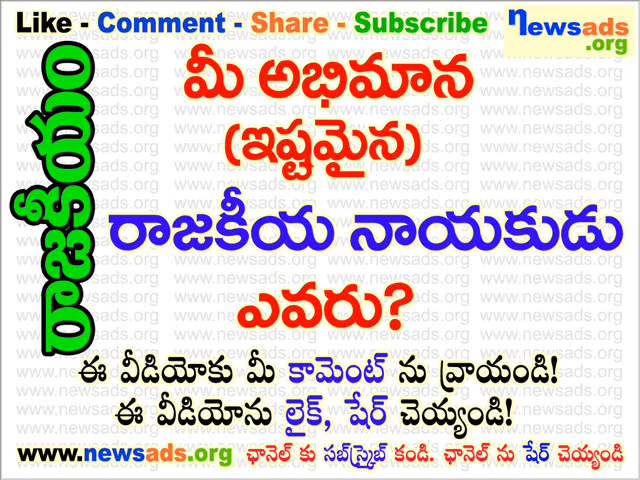 Like - Comment - Share - Subscribe
newsads
.org
రాజకీయం
మీ అభిమాన
(ఇష్టమైన)
రాజకీయ నాయకుడు
ఎవరు?
ఈ వీడియోకు మీ కామెంట్ ను వ్రాయండి!
ఈ వీడియోను లైక్, షేర్ చెయ్యండి!
www.newsads.org ఛానెల్ కు సబ్‌స్క్రైబ్ కండి. ఛానెల్ ను షేర్ చెయ్యండి